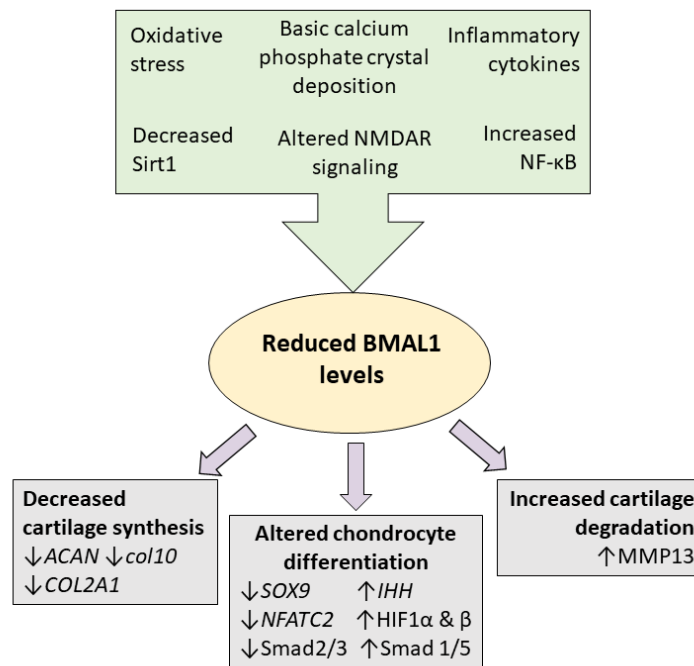 Oxidative
stress
Basic calcium
phosphate crystal
deposition
Inflammatory
cytokines
Decreased
Sirt1
Altered NMDAR
signaling
Increased
NF-κB
Reduced BMAL1
levels
Decreased
cartilage synthesis
↓ACAN ↓col10
↓COL2A1
Altered chondrocyte
differentiation
↓SOX9 ↑IHH
↓NFATC2 ↑HIF1α & β
↓Smad2/3 ↑Smad 1/5
Increased cartilage
degradation
↑MMP13